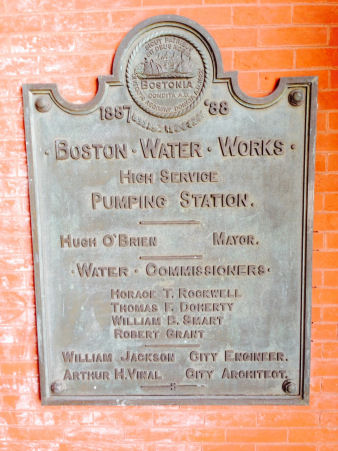 BOSTONIA
CONDITA A.D.
1887 '88
· BOSTON · WATER · WORKS ·
HIGH SERVICE
PUMPING STATION.
HUGH O'BRIEN MAYOR.
· WATER · COMMISSIONERS ·
HORACE T. ROCKWELL
THOMAS F. DOHERTY
WILLIAM B. SMART
ROBERT GRANT
WILLIAM JACKSON CITY ENGINEER.
ARTHUR H. VINAL CITY ARCHITECT.